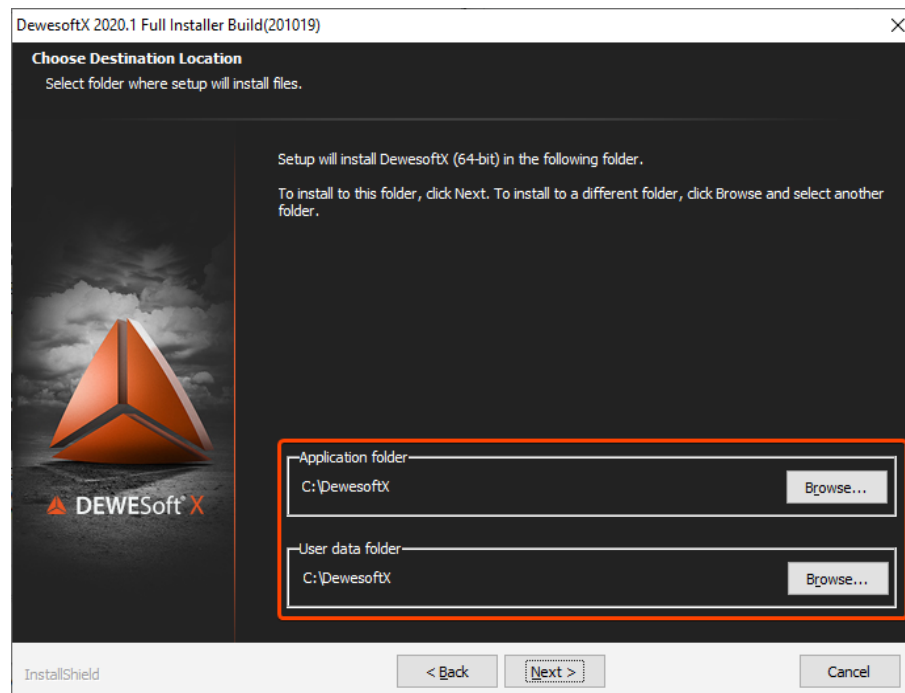 DewesoftX 2020.1 Full Installer Build(201019)
Choose Destination Location
Select folder where setup will install files.
Setup will install DewesoftX (64-bit) in the following folder.
To install to this folder, click Next. To install to a different folder, click Browse and select another
folder.
Application folder
C:\DewesoftX
Browse...
User data folder
C:\DewesoftX
Browse...
DEWESoft® X
InstallShield
< Back
Next >
Cancel